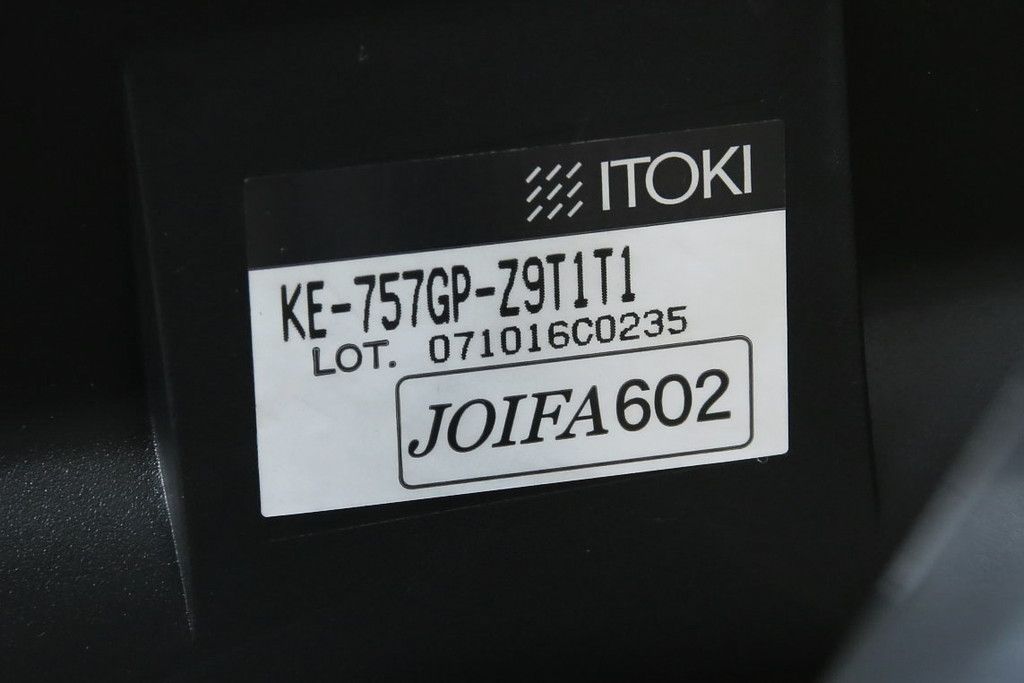 ITOKI
KE-757GP-Z9T1T1
LOT. 071016C0235
JOIFA602